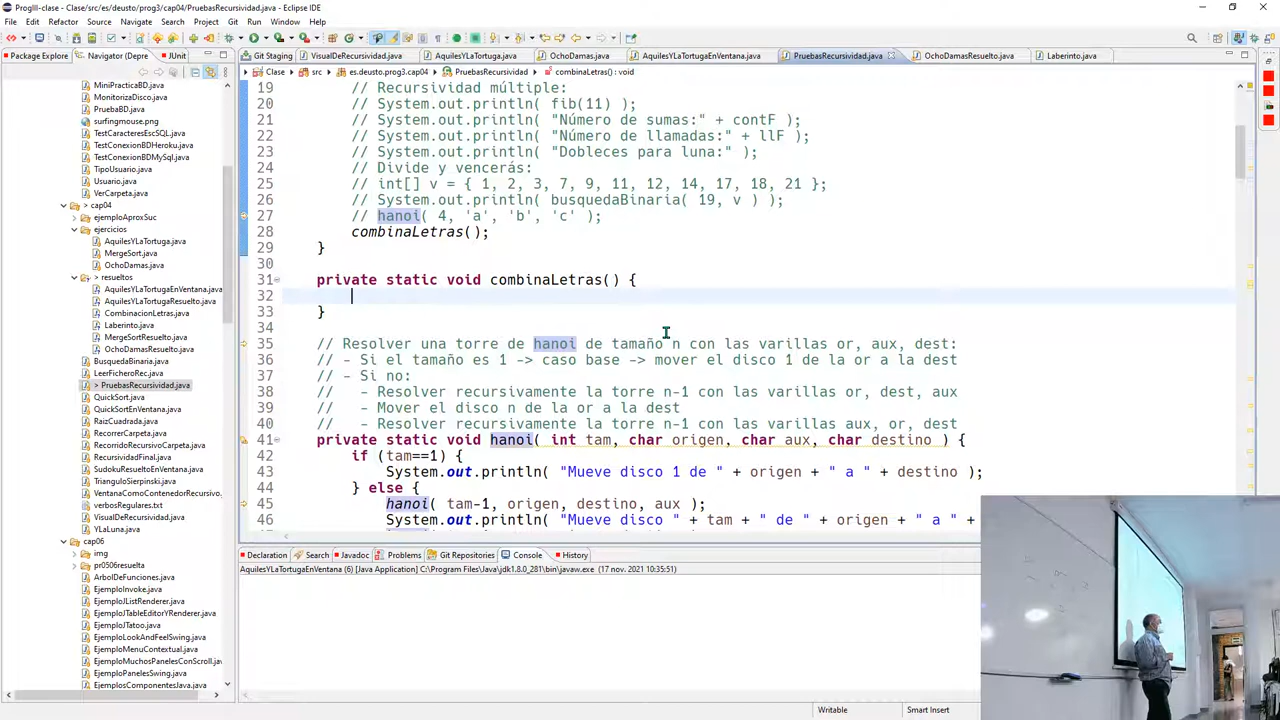 ProgIII-clase - Clase/src/es/deusto/prog3/cap04/PruebasRecursividad.java - Eclipse IDE
File Edit Refactor Source Navigate Search Project Git Run Window Help
Package Explorer Navigator (Depre JUnit
Git Staging VisualDeRecursividad.java AquilesYLaTortuga.java OchoDamas.java AquilesYLaTortugaEnVentana.java PruebasRecursividad.java OchoDamasResuelto.java Laberinto.java
Clase src es.deusto.prog3.cap04 PruebasRecursividad combinaLetras() : void
MiniPracticaBD.java
MonitorizaDisco.java
PruebaBD.java
surfingmouse.png
TestCaracteresEscSQL.java
TestConexionBDHeroku.java
TestConexionBDMySql.java
TipoUsuario.java
Usuario.java
VerCarpeta.java
> cap04
ejemploAproxSuc
ejercicios
AquilesYLaTortuga.java
MergeSort.java
OchoDamas.java
> resueltos
AquilesYLaTortugaEnVentana.java
AquilesYLaTortugaResuelto.java
CombinacionLetras.java
Laberinto.java
MergeSortResuelto.java
OchoDamasResuelto.java
BusquedaBinaria.java
LeerFicheroRec.java
> PruebasRecursividad.java
QuickSort.java
QuickSortEnVentana.java
RaizCuadrada.java
RecorrerCarpeta.java
RecorridoRecursivoCarpeta.java
RecursividadFinal.java
SudokuResueltoEnVentana.java
TrianguloSierpinski.java
VentanaComoContenedorRecursivo.
verbosRegulares.txt
VisualDeRecursividad.java
YLaLuna.java
cap06
img
pr0506resuelta
ArbolDeFunciones.java
EjemploInvoke.java
EjemploJListRenderer.java
EjemploJTableEditorYRenderer.java
EjemploJTatoo.java
EjemploLookAndFeelSwing.java
EjemploMenuContextual.java
EjemploMuchosPanelesConScroll.java
EjemploPanelesSwing.java
EjemplosComponentesJava.java
19 // Recursividad múltiple:
20 // System.out.println( fib(11) );
21 // System.out.println( "Número de sumas:" + contF );
22 // System.out.println( "Número de llamadas:" + llF );
23 // System.out.println( "Dobleces para luna:" );
24 // Divide y vencerás:
25 // int[] v = { 1, 2, 3, 7, 9, 11, 12, 14, 17, 18, 21 };
26 // System.out.println( busquedaBinaria( 19, v ) );
27 // hanoi( 4, 'a', 'b', 'c' );
28 combinaLetras();
29 }
30
31 private static void combinaLetras() {
32
33 }
34
35 // Resolver una torre de hanoi de tamaño n con las varillas or, aux, dest:
36 // - Si el tamaño es 1 -> caso base -> mover el disco 1 de la or a la dest
37 // - Si no:
38 // - Resolver recursivamente la torre n-1 con las varillas or, dest, aux
39 // - Mover el disco n de la or a la dest
40 // - Resolver recursivamente la torre n-1 con las varillas aux, or, dest
41 private static void hanoi( int tam, char origen, char aux, char destino ) {
42 if (tam==1) {
43 System.out.println( "Mueve disco 1 de " + origen + " a " + destino );
44 } else {
45 hanoi( tam-1, origen, destino, aux );
46 System.out.println( "Mueve disco " + tam + " de " + origen + " a " +
Declaration Search Javadoc Problems Git Repositories Console History
AquilesYLaTortugaEnVentana (6) [Java Application] C:\Program Files\Java\jdk1.8.0_281\bin\javaw.exe (17 nov. 2021 10:35:51)
Writable Smart Insert